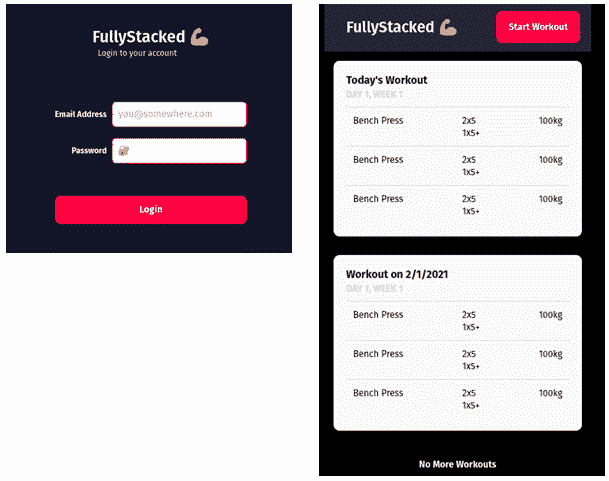 FullyStacked 💪
Login to your account
Email Address you@somewhere.com
Password 🔐
Login
FullyStacked 💪
Start Workout
Today's Workout
DAY 1, WEEK 1
Bench Press 2x5 100kg
1x5+
Bench Press 2x5 100kg
1x5+
Bench Press 2x5 100kg
1x5+
Workout on 2/1/2021
DAY 1, WEEK 1
Bench Press 2x5 100kg
1x5+
Bench Press 2x5 100kg
1x5+
Bench Press 2x5 100kg
1x5+
No More Workouts